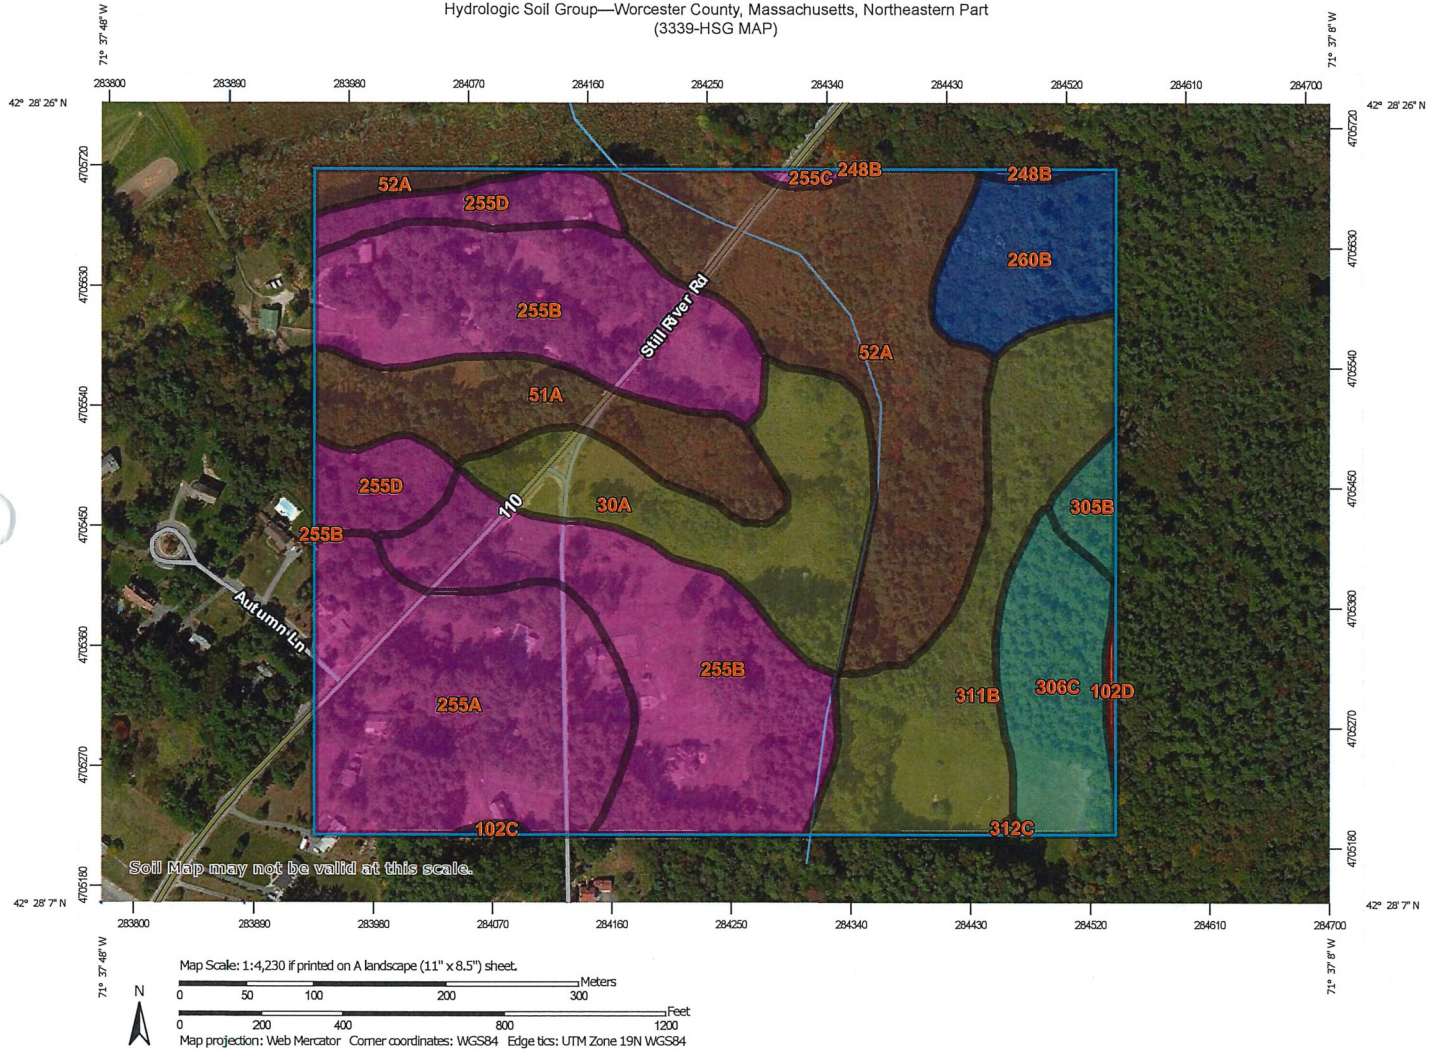 Hydrologic Soil Group—Worcester County, Massachusetts, Northeastern Part
(3339-HSG MAP)
71° 37' 48" W
71° 37' 8" W
283800 283890 283980 284070 284160 284250 284340 284430 284520 284610 284700
42° 28' 26" N
42° 28' 26" N
4705720
4705720
248B
248B
255C
52A
255D
4705630
260B
4705630
255B
Still River Rd
52A
4705540
4705540
51A
255D
110
30A
305B
4705450
4705450
255B
Autumn Ln
4705360
4705360
255B
306C
102D
311B
255A
4705270
4705270
102C
312C
4705180
4705180
Soil Map may not be valid at this scale.
42° 28' 7" N
42° 28' 7" N
283800 283890 283980 284070 284160 284250 284340 284430 284520 284610 284700
71° 37' 48" W
71° 37' 8" W
Map Scale: 1:4,230 if printed on A landscape (11" x 8.5") sheet.
N
Meters
0 50 100 200 300
Feet
0 200 400 800 1200
Map projection: Web Mercator Corner coordinates: WGS84 Edge tics: UTM Zone 19N WGS84